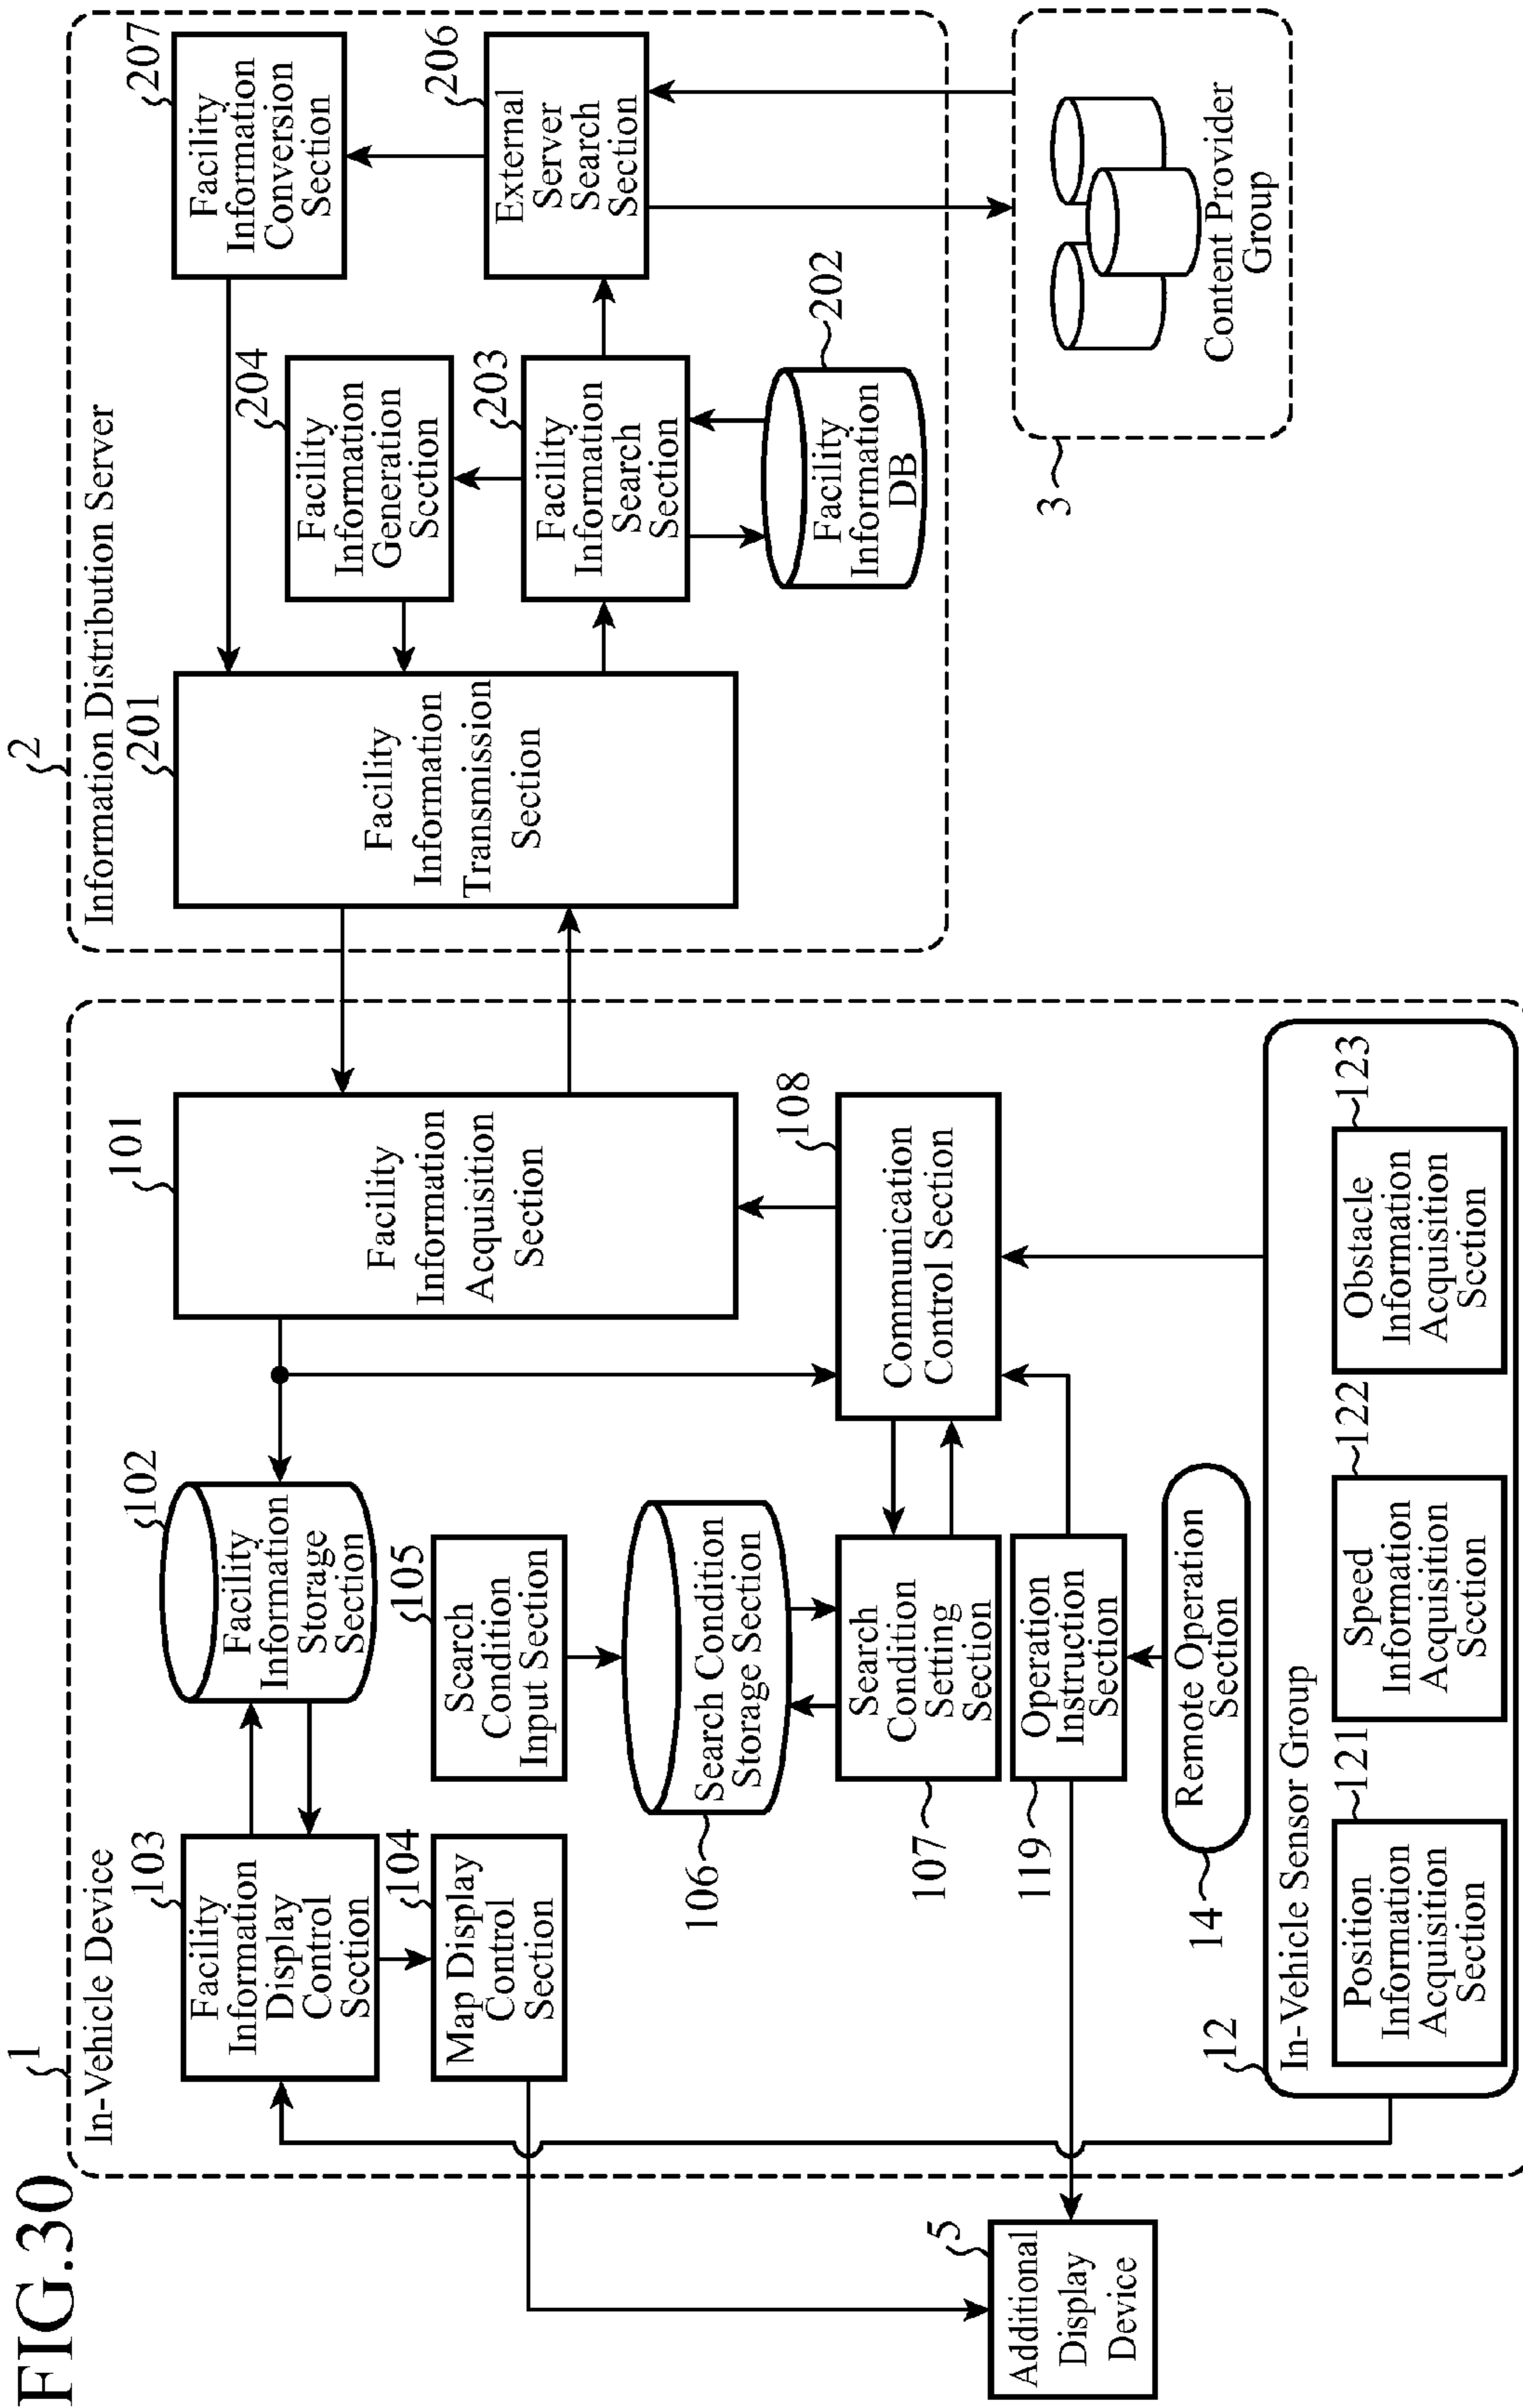 FIG.30
1
In-Vehicle Device
103
Facility
Information
Display
Control
Section
104
Map Display
Control
Section
102
Facility
Information
Storage
Section
105
Search
Condition
Input Section
Search Condition
Storage Section
106
Search
Condition
Setting
Section
107
Operation
Instruction
Section
119
Remote Operation
Section
14
101
Facility
Information
Acquisition
Section
108
Communication
Control Section
12
In-Vehicle Sensor Group
121
Position
Information
Acquisition
Section
122
Speed
Information
Acquisition
Section
123
Obstacle
Information
Acquisition
Section
5
Additional
Display
Device
2
Information Distribution Server
201
Facility
Information
Transmission
Section
204
Facility
Information
Generation
Section
203
Facility
Information
Search
Section
202
Facility
Information
DB
207
Facility
Information
Conversion
Section
206
External
Server
Search
Section
3
Content Provider
Group